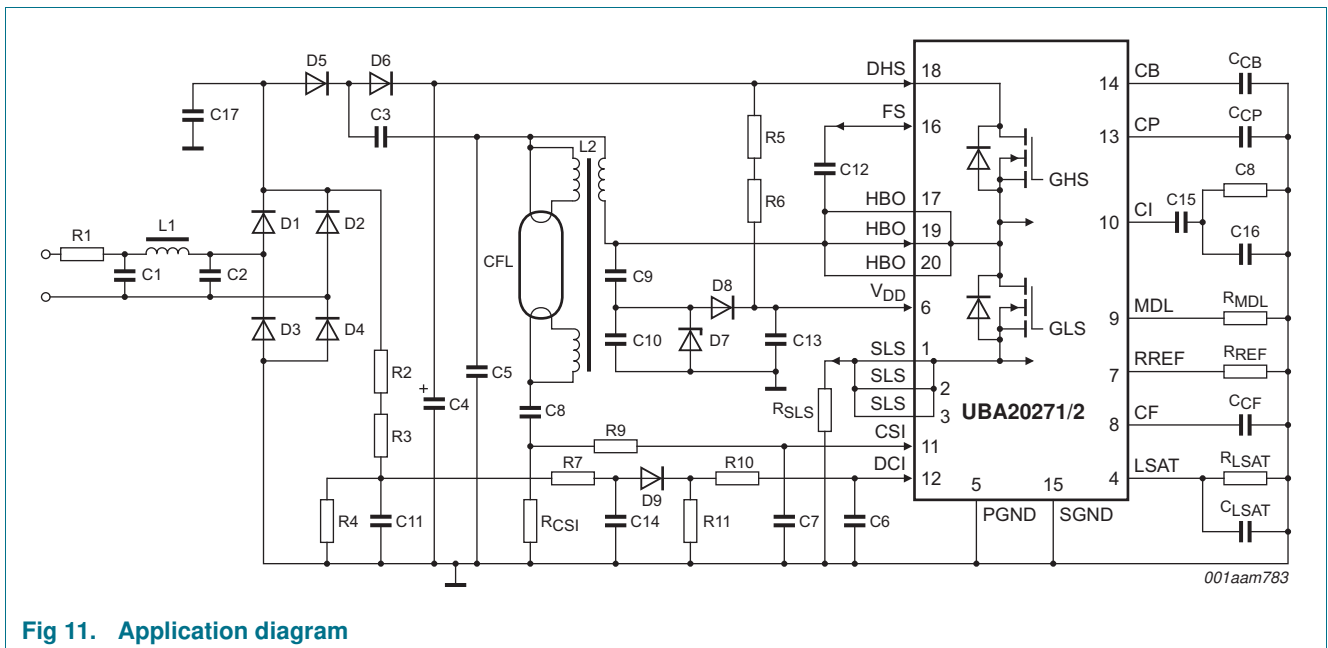 D5
D6
DHS
18
14
CB
CCB
C17
C3
FS
16
13
CP
CCP
R5
L2
C12
GHS
C8
R6
HBO
17
C15
10
CI
D1
D2
HBO
19
C16
R1
L1
CFL
HBO
20
C1
C2
C9
D8
VDD
6
9
MDL
RMDL
D3
D4
C10
D7
C13
GLS
SLS
1
7
RREF
RREF
R2
C5
SLS
2
+
C4
C8
RSLS
SLS
3
UBA20271/2
8
CF
CCF
R3
R9
CSI
11
R7
R10
DCI
12
4
LSAT
RLSAT
D9
5
15
R4
C11
RCSI
C14
R11
C7
C6
PGND
SGND
CLSAT
001aam783
Fig 11. Application diagram